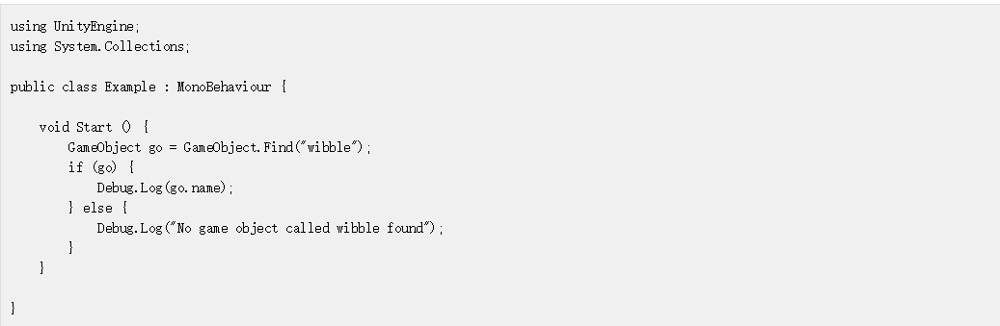 using UnityEngine;
using System.Collections;
public class Example : MonoBehaviour {
void Start () {
GameObject go = GameObject.Find("wibble");
if (go) {
Debug.Log(go.name);
} else {
Debug.Log("No game object called wibble found");
}
}
}